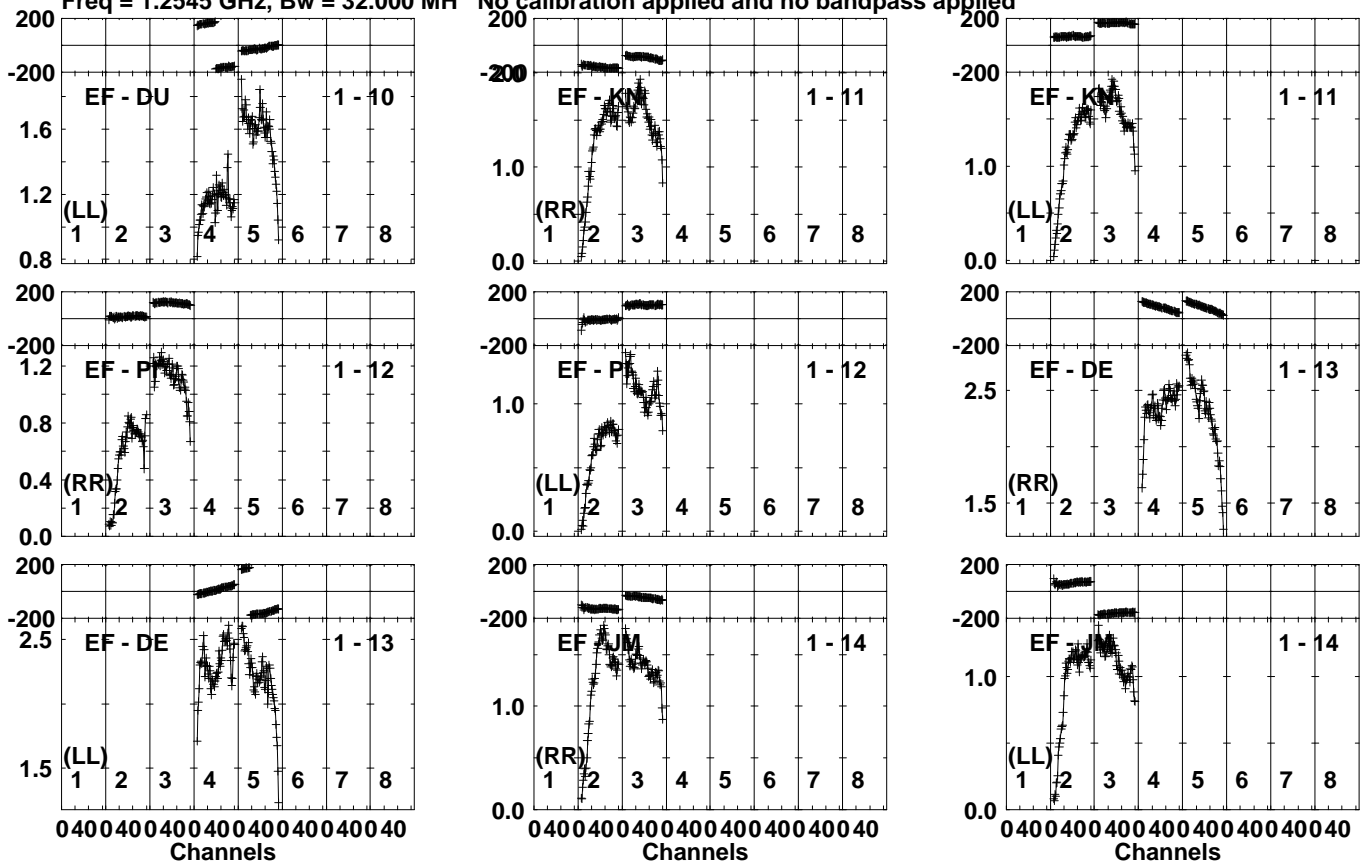 Freq = 1.2545 GHz, Bw = 32.000 MH No calibration applied and no bandpass applied
200 200
-200 -200 2.0 -200
EF - DU 1 - 10 EF - KN 1 - 11 EF - KN 1 - 11
1.6
1.2 1.0 1.0
(LL) (RR) (LL)
1 2 3 4 5 6 7 8 1 2 3 4 5 6 7 8 1 2 3 4 5 6 7 8
0.8 0.0 0.0
200 200 200
-200 -200 -200
1.2 EF - PI 1 - 12 EF - PI 1 - 12 EF - DE 1 - 13
2.5
0.8 1.0
0.4
(RR) (LL) (RR)
1 2 3 4 5 6 7 8 1 2 3 4 5 6 7 8 1.5 1 2 3 4 5 6 7 8
0.0 0.0
200 200 200
-200 -200 -200
2.5 EF - DE 1 - 13 EF - JM 1 - 14 EF - JM 1 - 14
1.0 1.0
(LL) (RR) (LL)
1.5 1 2 3 4 5 6 7 8 1 2 3 4 5 6 7 8 1 2 3 4 5 6 7 8
0.0 0.0
0 40 0 40 0 40 0 40 0 40 0 40 0 40 0 40 0 40 0 40 0 40 0 40 0 40 0 40 0 40 0 40 0 40 0 40 0 40 0 40 0 40 0 40 0 40 0 40
Channels Channels Channels